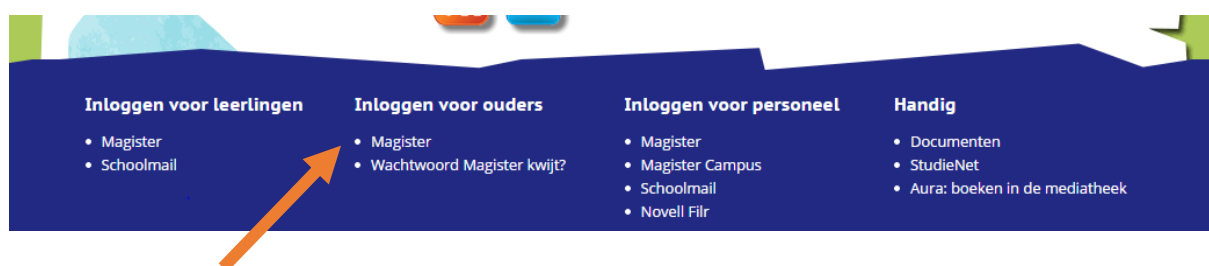 Inloggen voor leerlingen
• Magister
• Schoolmail
Inloggen voor ouders
• Magister
• Wachtwoord Magister kwijt?
Inloggen voor personeel
• Magister
• Magister Campus
• Schoolmail
• Novell Filr
Handig
• Documenten
• StudieNet
• Aura: boeken in de mediatheek